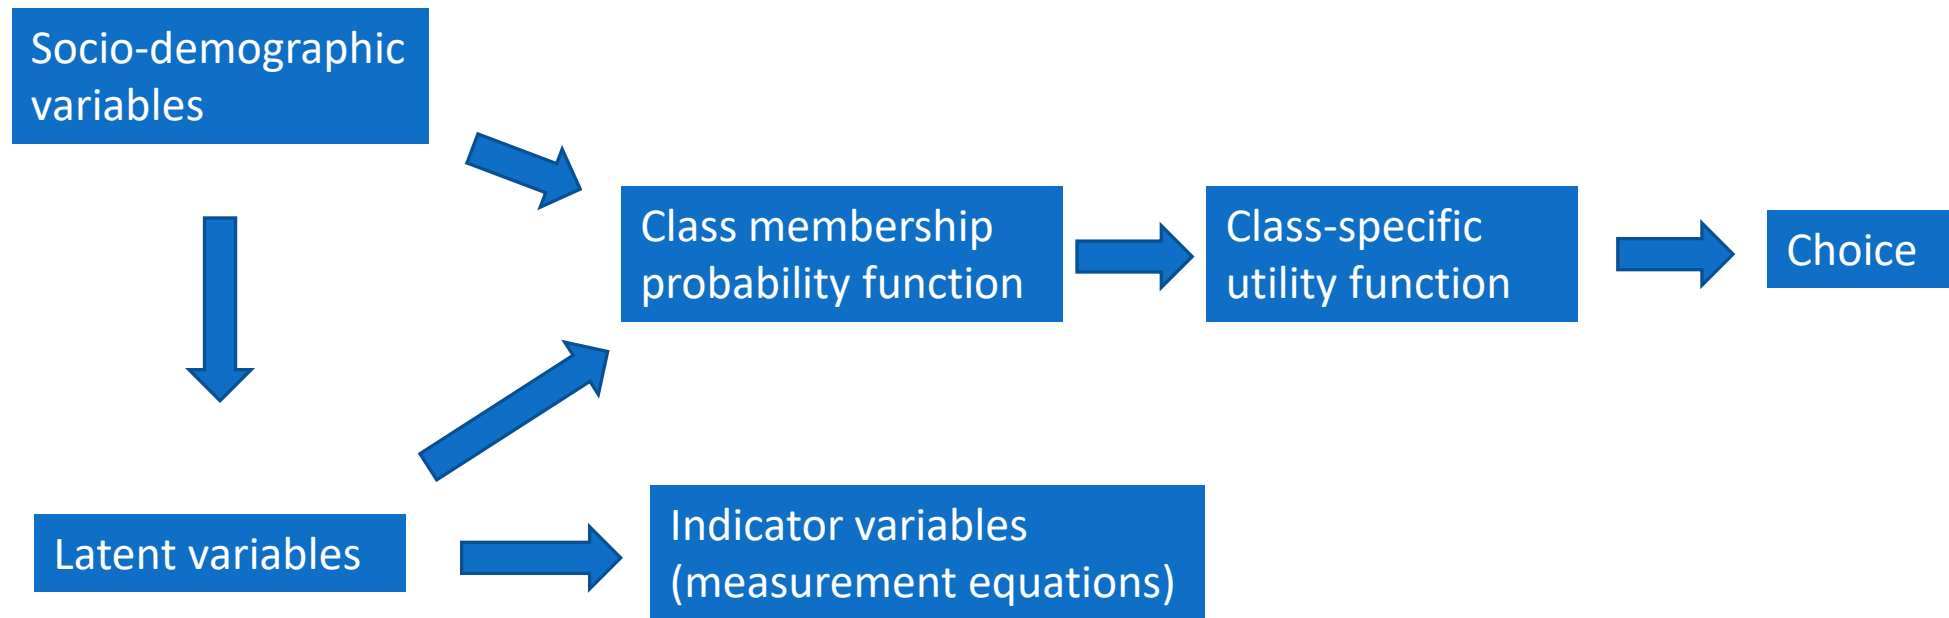 Socio-demographic
variables
Class membership
probability function
Class-specific
utility function
Choice
Latent variables
Indicator variables
(measurement equations)